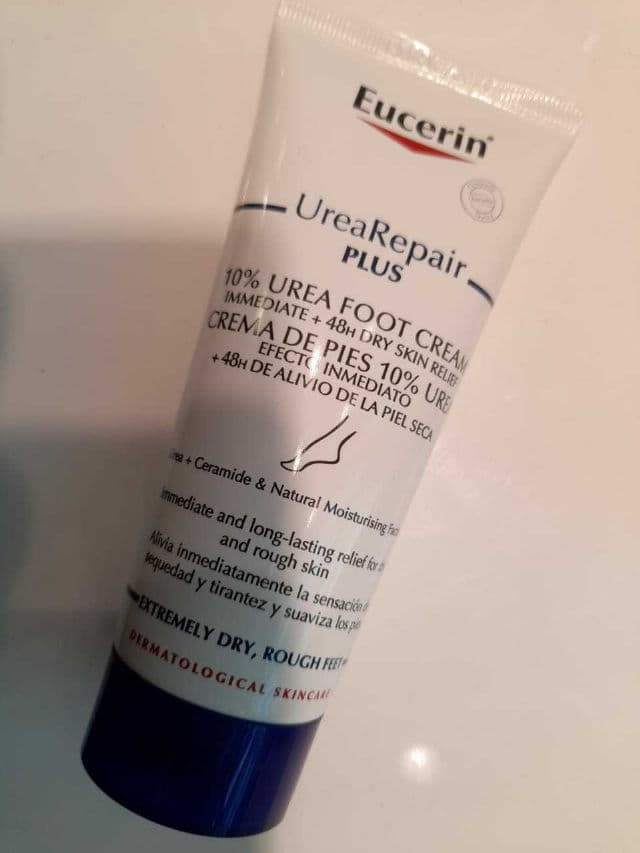 Eucerin
UreaRepair
PLUS
10% UREA FOOT CREAM
IMMEDIATE + 48H DRY SKIN RELIEF
CREMA DE PIES 10% UREA
EFECTO INMEDIATO
+ 48H DE ALIVIO DE LA PIEL SECA
+ Ceramide & Natural Moisturising
Immediate and long-lasting relief for
and rough skin
Alivia inmediatamente la sensación
sequedad y tirantez y suaviza los
EXTREMELY DRY, ROUGH FEET
DERMATOLOGICAL SKINCARE